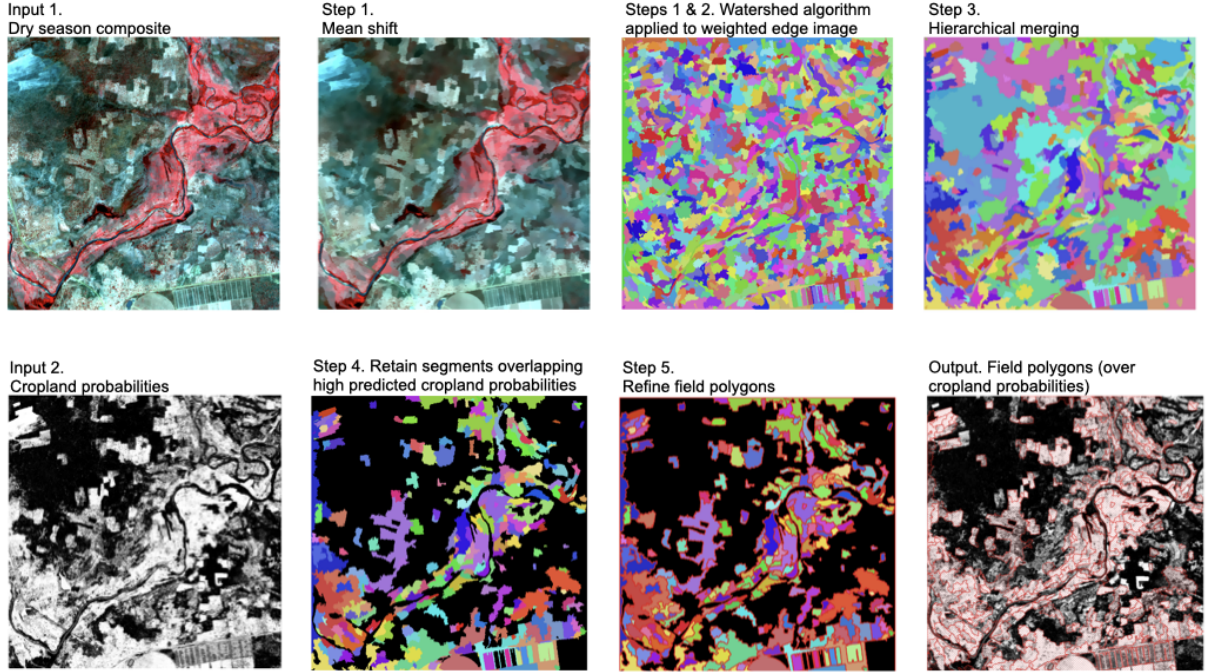 Input 1.
Dry season composite
Step 1.
Mean shift
Steps 1 & 2. Watershed algorithm
applied to weighted edge image
Step 3.
Hierarchical merging
Input 2.
Cropland probabilities
Step 4. Retain segments overlapping
high predicted cropland probabilities
Step 5.
Refine field polygons
Output. Field polygons (over
cropland probabilities)